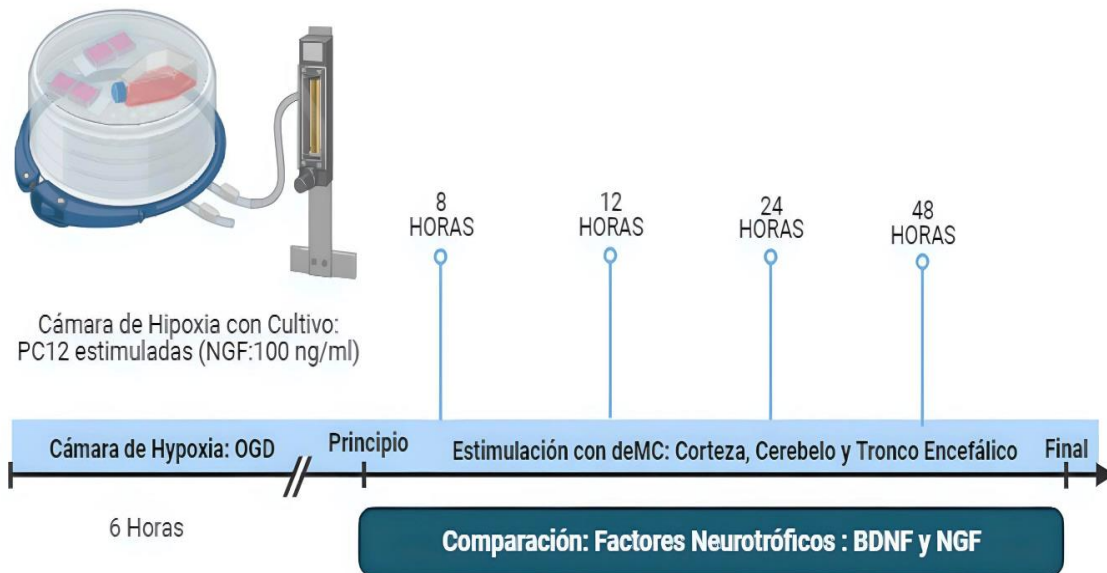 8
HORAS
12
HORAS
24
HORAS
48
HORAS
Cámara de Hipoxia con Cultivo:
PC12 estimuladas (NGF:100 ng/ml)
Cámara de Hypoxia: OGD
Principio
Estimulación con deMC: Corteza, Cerebelo y Tronco Encefálico
Final
6 Horas
Comparación: Factores Neurotróficos : BDNF y NGF